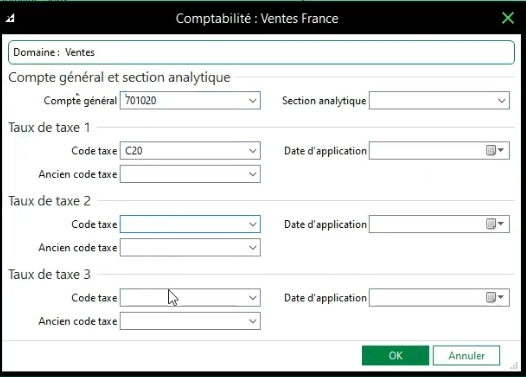 Comptabilité : Ventes France
Domaine : Ventes
Compte général et section analytique
Compte général 701020 Section analytique
Taux de taxe 1
Code taxe C20 Date d'application
Ancien code taxe
Taux de taxe 2
Code taxe Date d'application
Ancien code taxe
Taux de taxe 3
Code taxe Date d'application
Ancien code taxe
OK Annuler